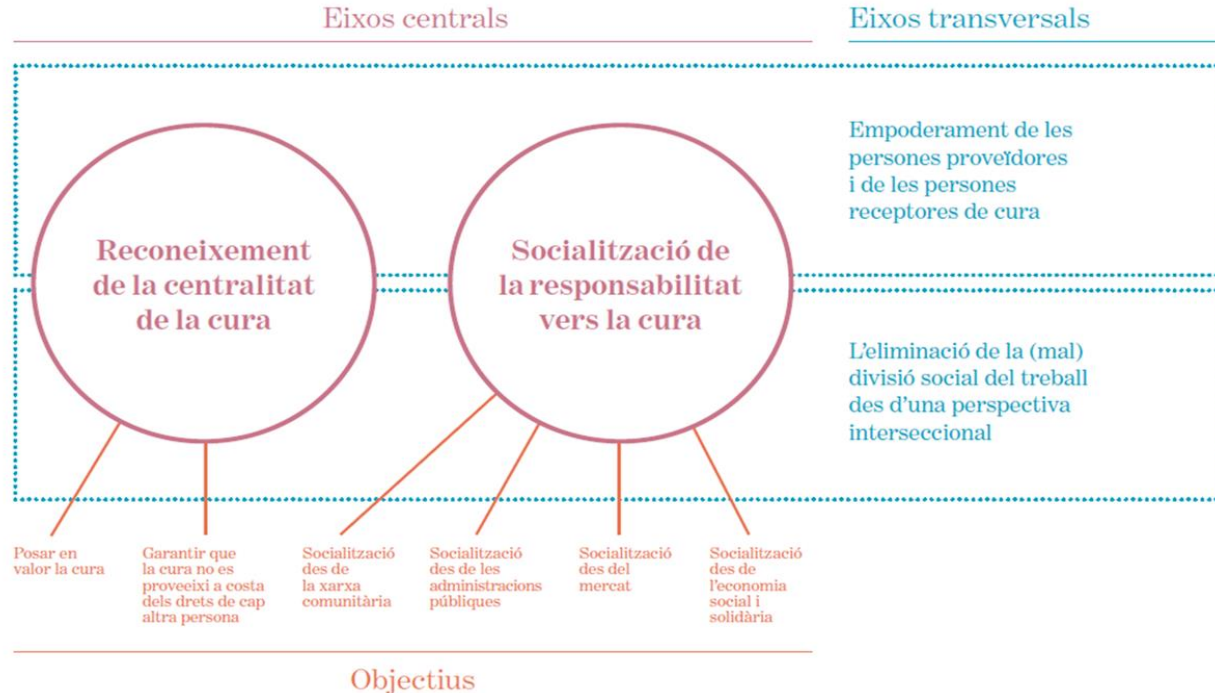 Eixos centrals
Eixos transversals
Reconeixement
de la centralitat
de la cura
Socialització de
la responsabilitat
vers la cura
Empoderament de les
persones proveïdores
i de les persones
receptores de cura
L'eliminació de la (mal)
divisió social del treball
des d'una perspectiva
interseccional
Posar en
valor la cura
Garantir que
la cura no es
proveeixi a costa
dels drets de cap
altra persona
Socialització
des de
la xarxa
comunitària
Socialització
des de les
administracions
públiques
Socialització
des del
mercat
Socialització
des de
l'economia
social i
solidària
Objectius